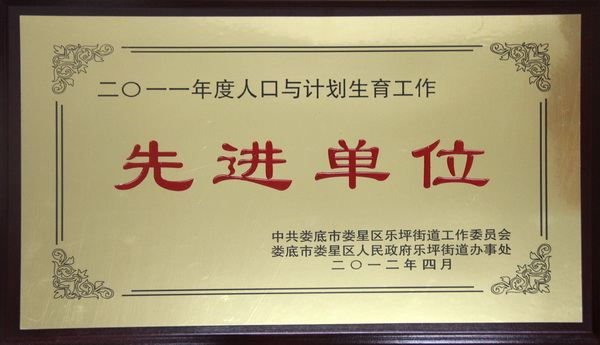 二〇一一年度人口与计划生育工作
先进单位
中共娄底市娄星区乐坪街道工作委员会
娄底市娄星区人民政府乐坪街道办事处
二〇一二年四月